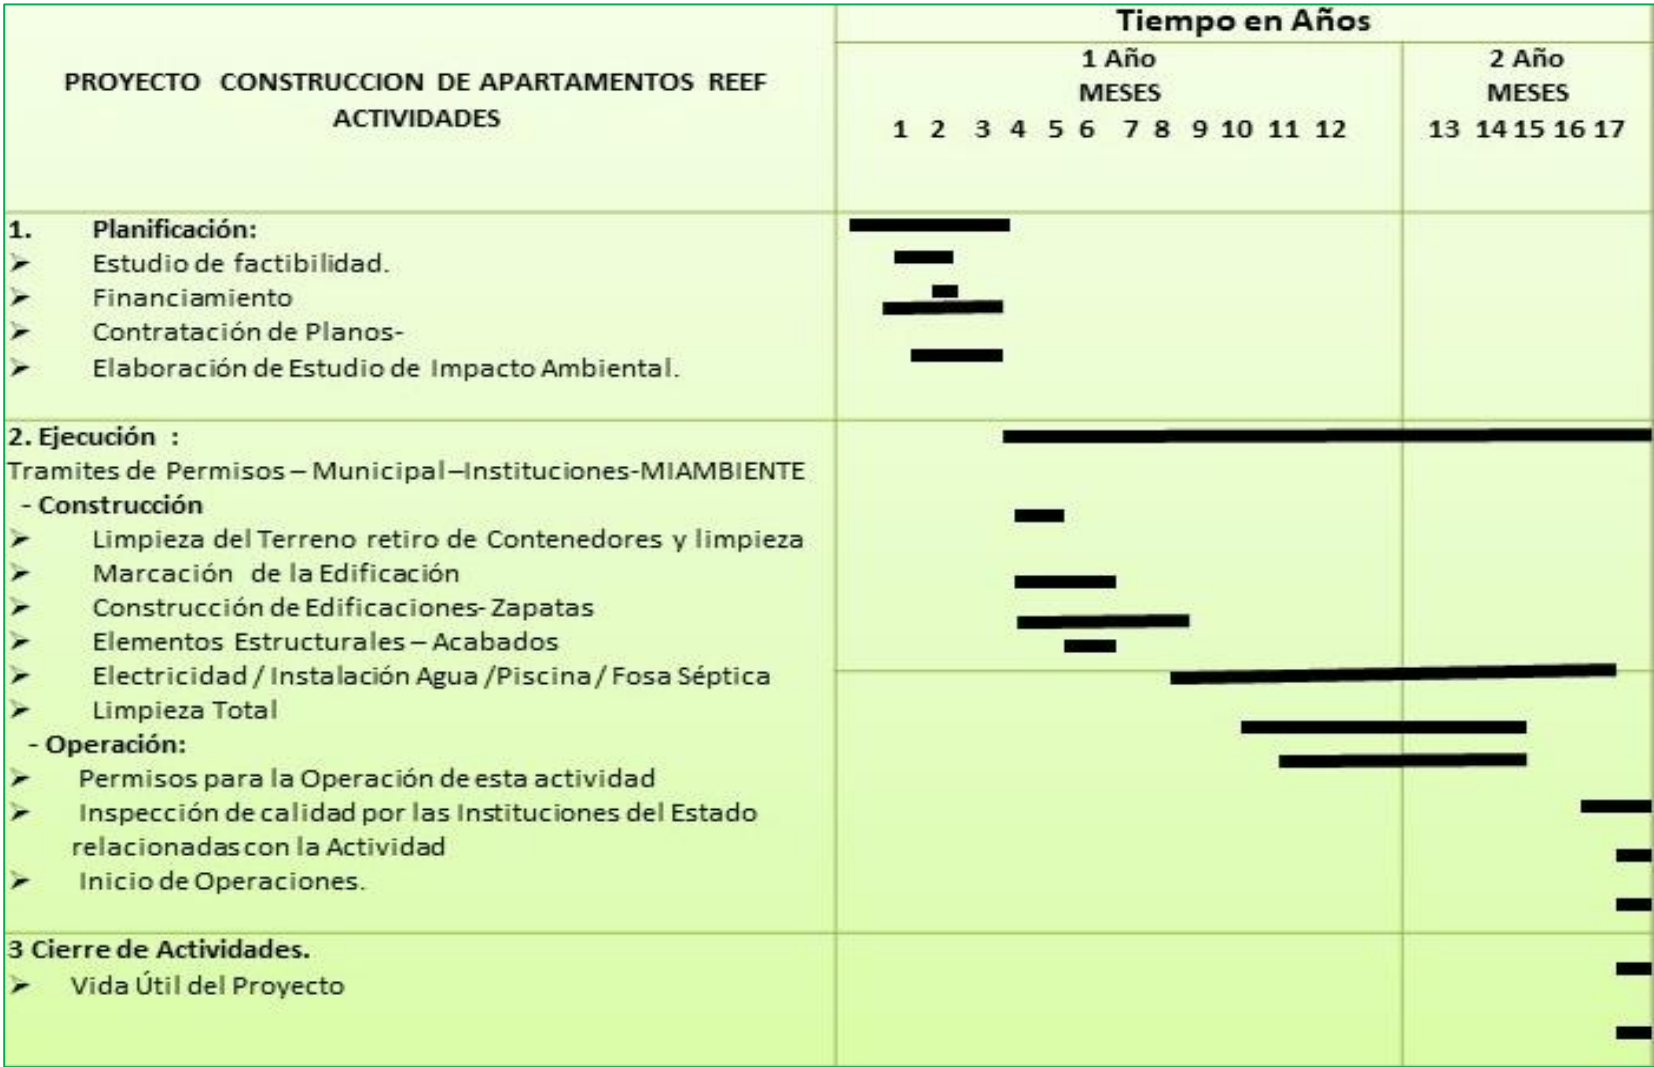 PROYECTO CONSTRUCCION DE APARTAMENTOS REEF
ACTIVIDADES
Tiempo en Años
1 Año
MESES
1 2 3 4 5 6 7 8 9 10 11 12
2 Año
MESES
13 14 15 16 17
1. Planificación:
➢ Estudio de factibilidad.
➢ Financiamiento
➢ Contratación de Planos-
➢ Elaboración de Estudio de Impacto Ambiental.
2. Ejecución :
Tramites de Permisos – Municipal –Instituciones-MIAMBIENTE
- Construcción
➢ Limpieza del Terreno retiro de Contenedores y limpieza
➢ Marcación de la Edificación
➢ Construcción de Edificaciones- Zapatas
➢ Elementos Estructurales – Acabados
➢ Electricidad / Instalación Agua /Piscina / Fosa Séptica
➢ Limpieza Total
- Operación:
➢ Permisos para la Operación de esta actividad
➢ Inspección de calidad por las Instituciones del Estado
relacionadas con la Actividad
➢ Inicio de Operaciones.
3 Cierre de Actividades.
➢ Vida Útil del Proyecto